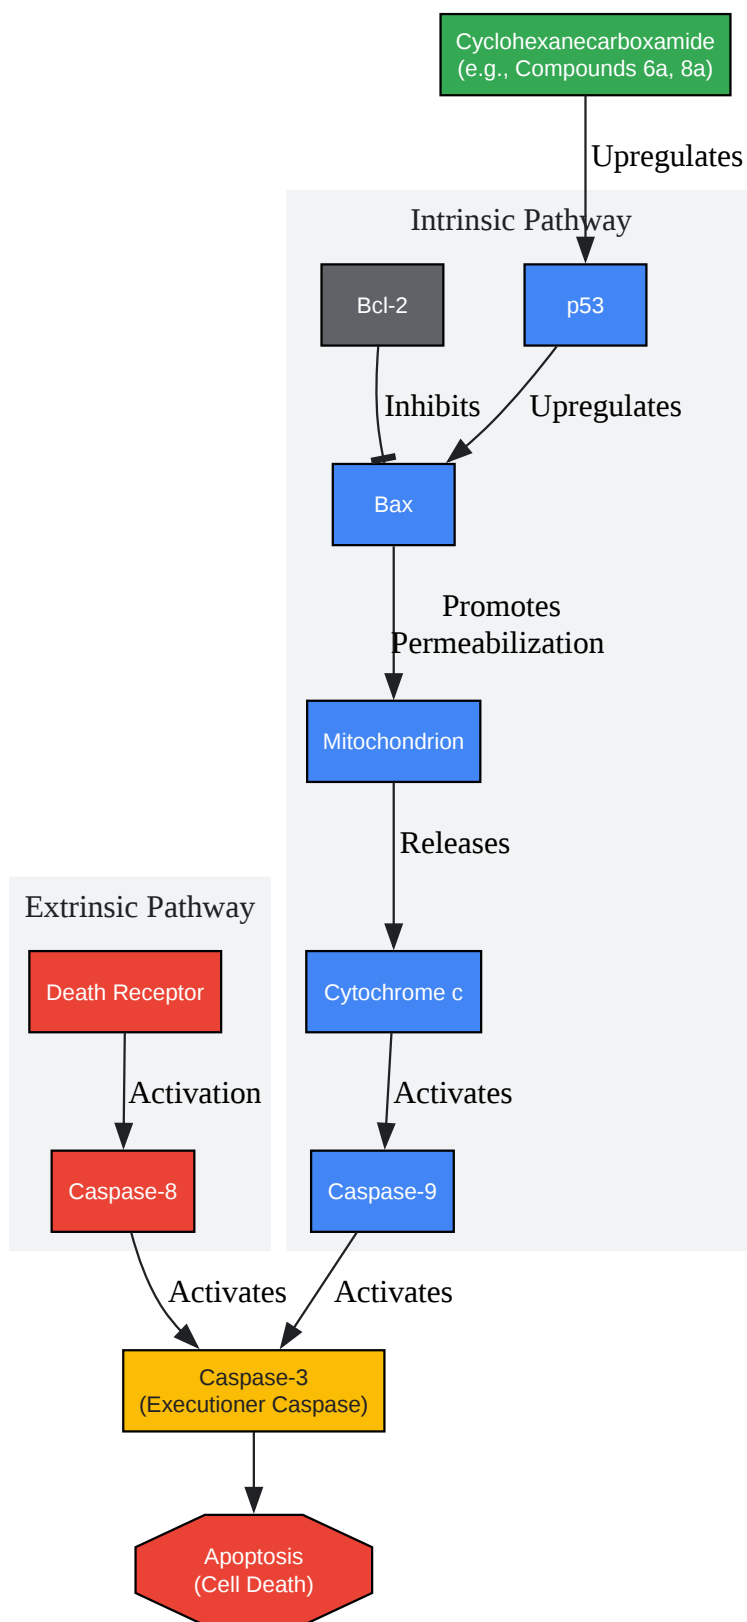 Cyclohexanecarboxamide
(e.g., Compounds 6a, 8a)
Upregulates
Intrinsic Pathway
Bcl-2
p53
Inhibits
Upregulates
Bax
Promotes
Permeabilization
Mitochondrion
Releases
Extrinsic Pathway
Death Receptor
Cytochrome c
Activation
Activates
Caspase-8
Caspase-9
Activates
Activates
Caspase-3
(Executioner Caspase)
Apoptosis
(Cell Death)